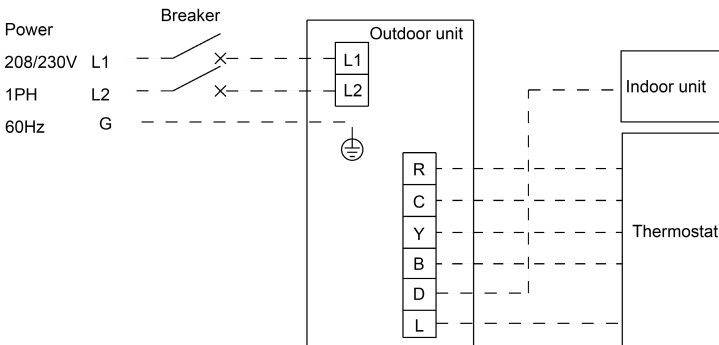 Power
Breaker
208/230V L1
1PH L2
60Hz G
Outdoor unit
L1
L2
R
C
Y
B
D
L
Indoor unit
Thermostat